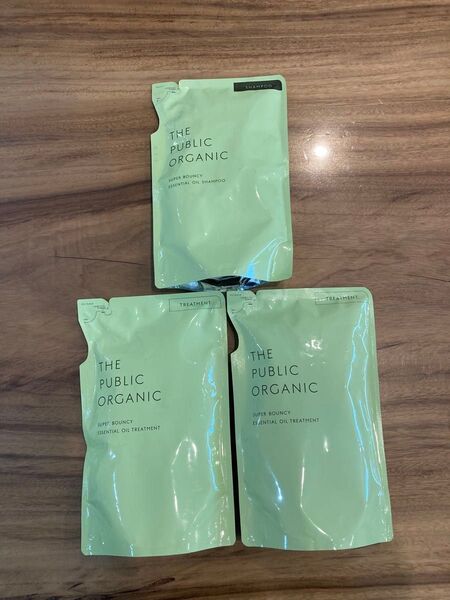 SHAMPOO
THE
PUBLIC
ORGANIC
SUPER BOUNCY
ESSENTIAL OIL SHAMPOO
TREATMENT
THE
PUBLIC
ORGANIC
SUPER BOUNCY
ESSENTIAL OIL TREATMENT
TREATMENT
THE
PUBLIC
ORGANIC
SUPER BOUNCY
ESSENTIAL OIL TREATMENT